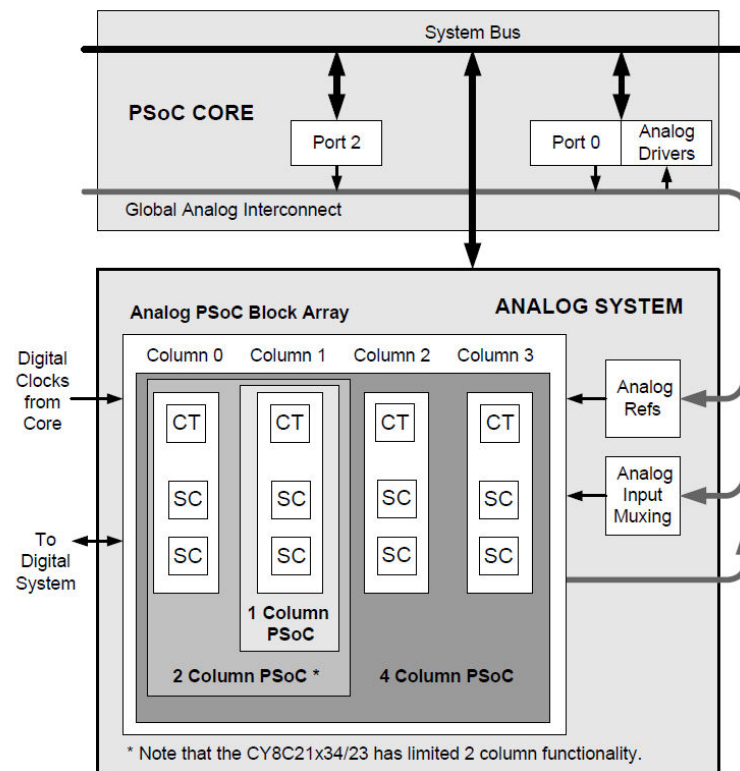 System Bus
PSoC CORE
Port 2
Port 0
Analog
Drivers
Global Analog Interconnect
ANALOG SYSTEM
Analog PSoC Block Array
Digital
Clocks
from
Core
Column 0
Column 1
Column 2
Column 3
Analog
Refs
CT
CT
CT
CT
Analog
Input
Muxing
SC
SC
SC
SC
To
Digital
System
SC
SC
SC
SC
1 Column
PSoC
2 Column PSoC *
4 Column PSoC
* Note that the CY8C21x34/23 has limited 2 column functionality.